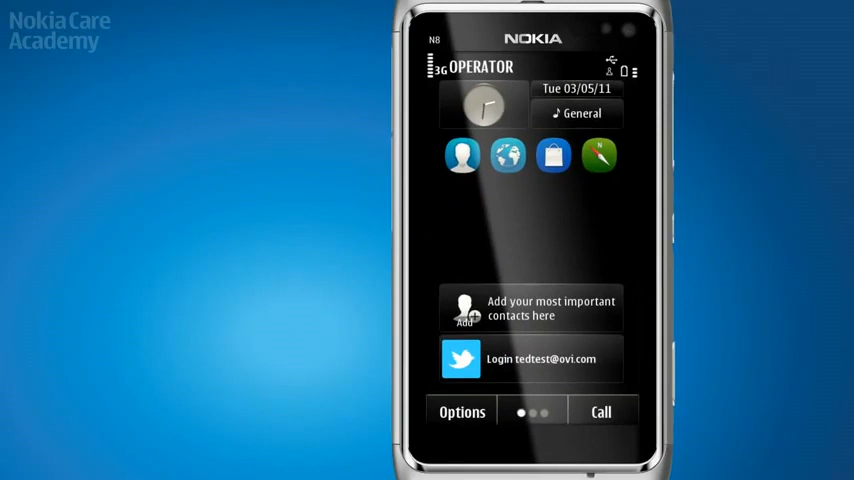 Nokia Care
Academy
N8
NOKIA
3G OPERATOR
Tue 03/05/11
General
N
Add your most important
contacts here
Add
Login tedtest@ovi.com
Options
Call